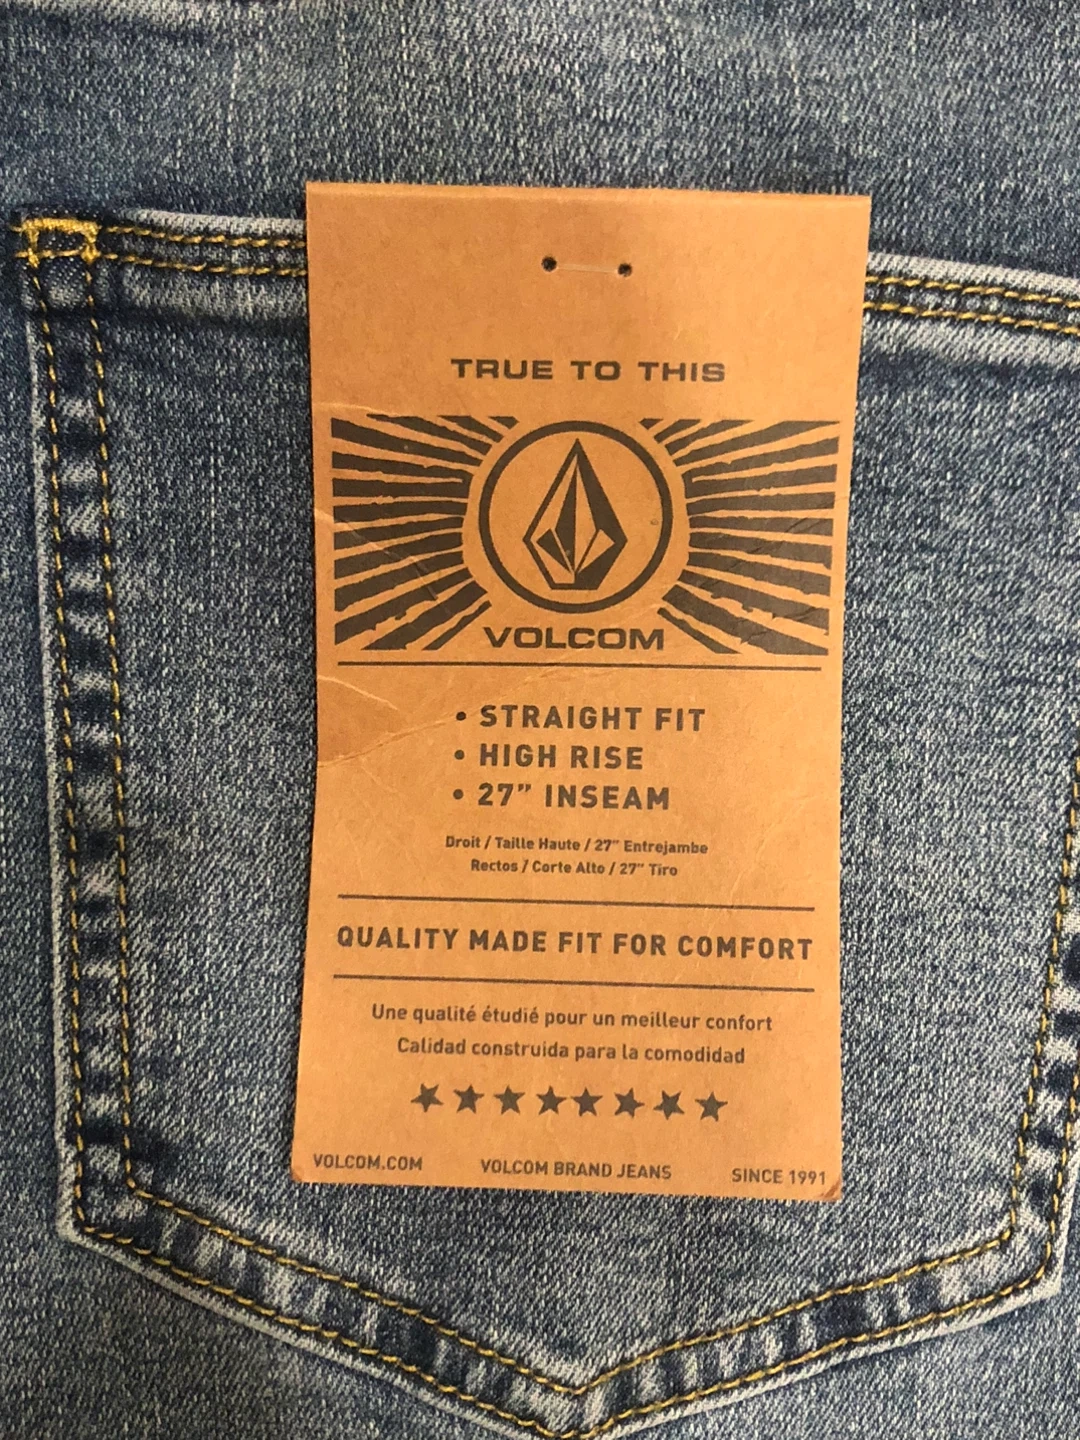 TRUE TO THIS
VOLCOM
• STRAIGHT FIT
• HIGH RISE
• 27" INSEAM
Droit / Taille Haute / 27" Entrejambe
Rectos / Corte Alto / 27" Tiro
QUALITY MADE FIT FOR COMFORT
Une qualité étudié pour un meilleur confort
Calidad construida para la comodidad
VOLCOM.COM VOLCOM BRAND JEANS SINCE 1991